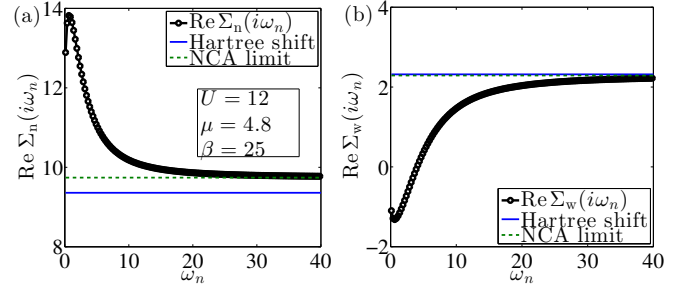 (a)
Re Σn(iωn)
14
12
10
8
0
10
20
30
40
ωn
Re Σn(iωn)
Hartree shift
NCA limit
U = 12
μ = 4.8
β = 25
(b)
Re Σw(iωn)
4
2
0
−2
0
10
20
30
40
ωn
Re Σw(iωn)
Hartree shift
NCA limit